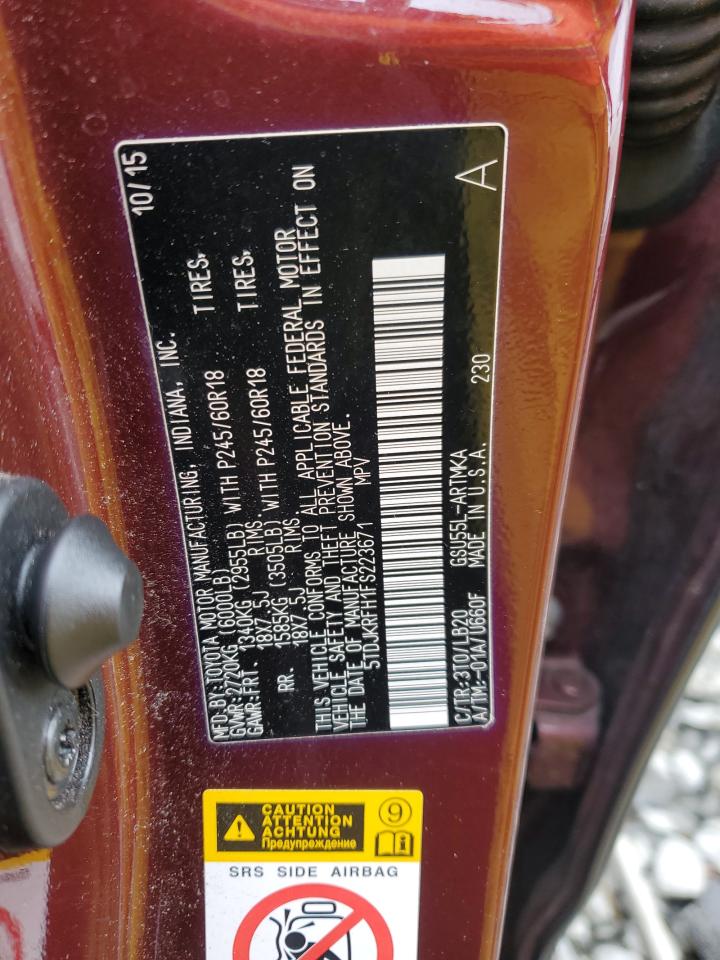 10/15
MFD.BY:TOYOTA MOTOR MANUFACTURING, INDIANA, INC.
GVWR:2720KG(6000LB)
GAWR:FRT. 1340KG(2955LB) WITH P245/60R18 TIRES,
18X7.5J RIMS,
RR. 1585KG(3505LB) WITH P245/60R18 TIRES,
18X7.5J RIMS
THIS VEHICLE CONFORMS TO ALL APPLICABLE FEDERAL MOTOR
VEHICLE SAFETY AND THEFT PREVENTION STANDARDS IN EFFECT ON
THE DATE OF MANUFACTURE SHOWN ABOVE.
5TDJKRFH1FS223671 MPV
C/TR:3T0/LB20 GSU55L-ARTMKA
A/TM:-01A/U660F MADE IN U.S.A. 230
A
CAUTION
ATTENTION
ACHTUNG
Предупреждение
9
i
SRS SIDE AIRBAG